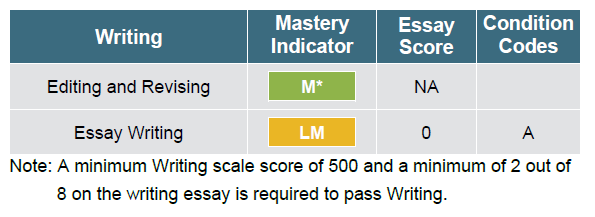 Writing Mastery Indicator Essay Score Condition Codes
Editing and Revising M* NA
Essay Writing LM 0 A
Note: A minimum Writing scale score of 500 and a minimum of 2 out of
8 on the writing essay is required to pass Writing.